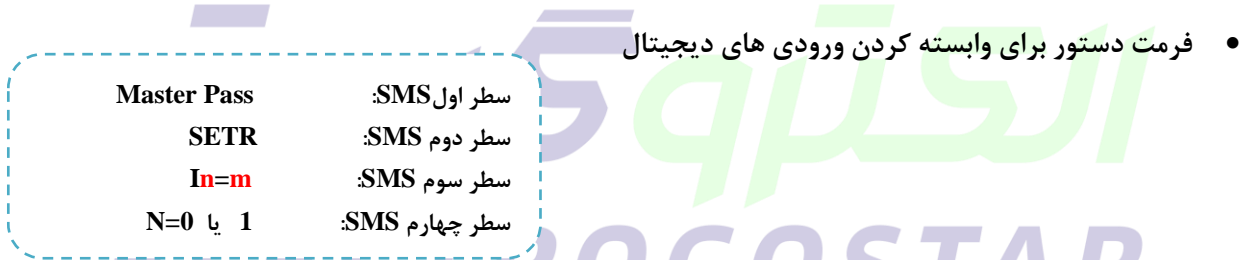 • فرمت دستور برای وابسته کردن ورودی های دیجیتال
سطر اولSMS: Master Pass
سطر دوم SMS: SETR
سطر سوم SMS: In=m
سطر چهارم SMS: N=0 یا 1